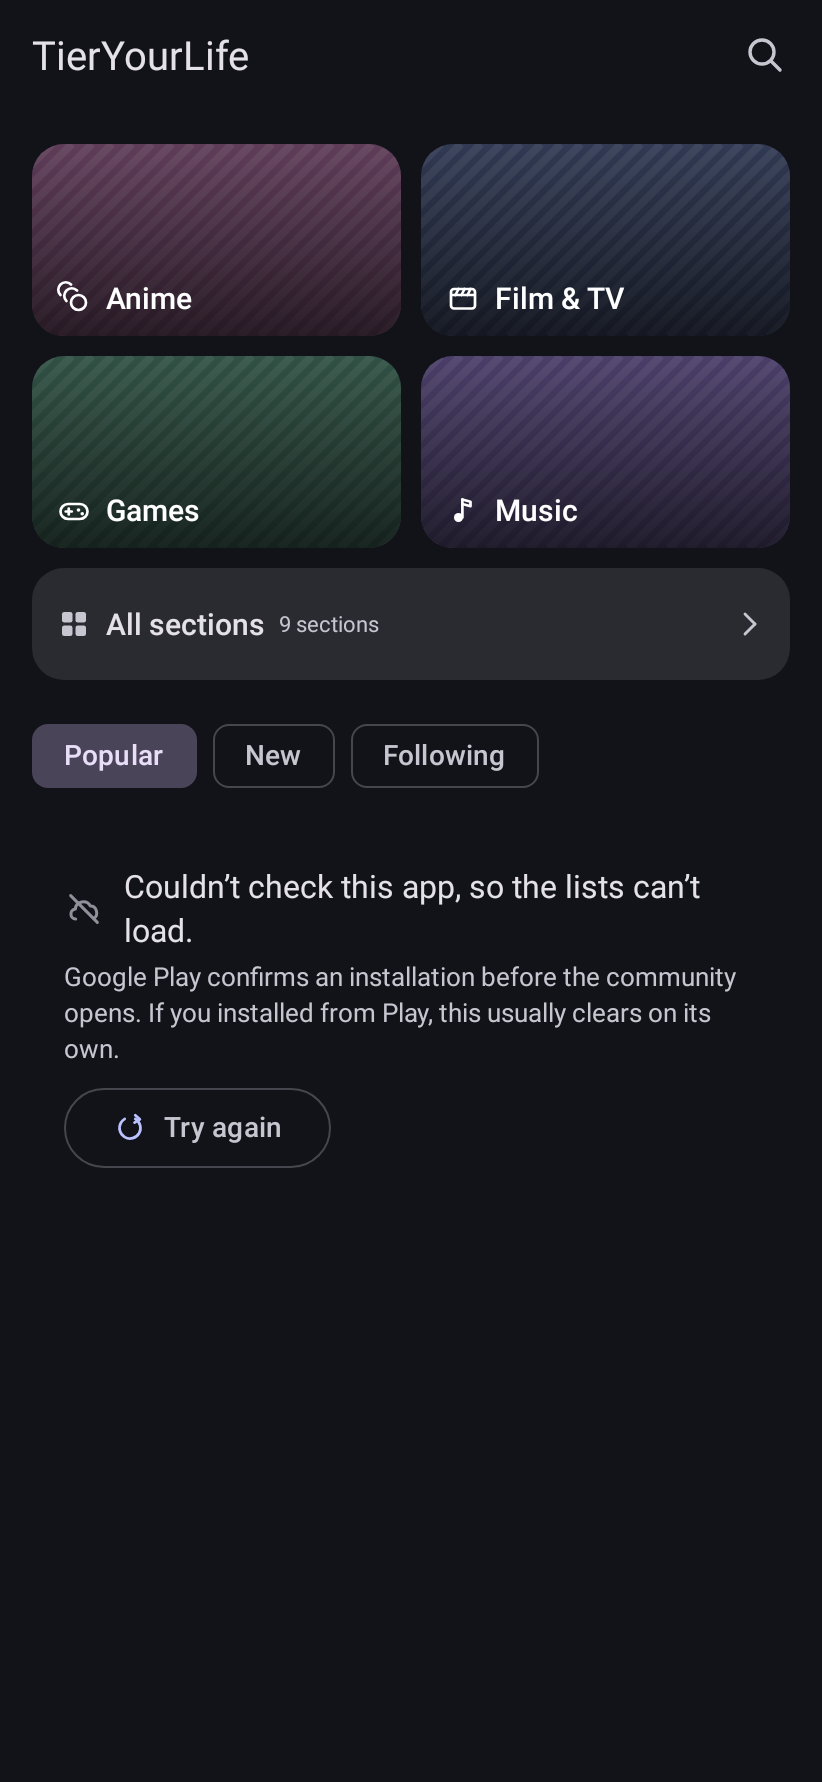 TierYourLife
Anime
Film & TV
Games
Music
All sections 9 sections
Popular
New
Following
Couldn’t check this app, so the lists can’t
load.
Google Play confirms an installation before the community
opens. If you installed from Play, this usually clears on its
own.
Try again